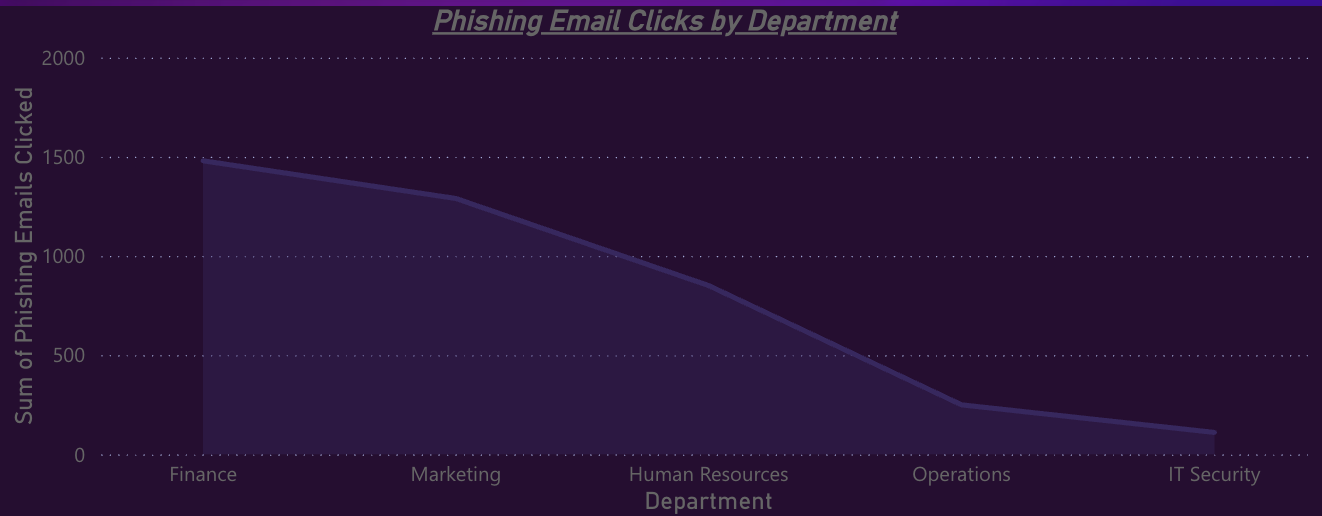 Phishing Email Clicks by Department
Sum of Phishing Emails Clicked
2000
1500
1000
500
0
Finance
Marketing
Human Resources
Operations
IT Security
Department